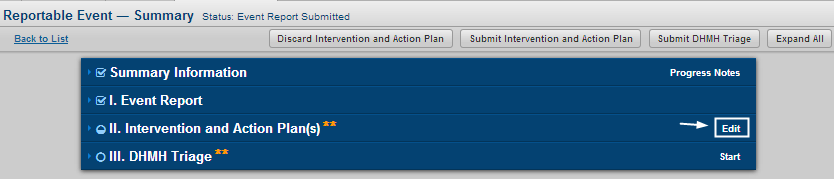 Reportable Event — Summary Status: Event Report Submitted
Back to List Discard Intervention and Action Plan Submit Intervention and Action Plan Submit DHMH Triage Expand All
Summary Information Progress Notes
I. Event Report
II. Intervention and Action Plan(s) ** Edit
III. DHMH Triage ** Start